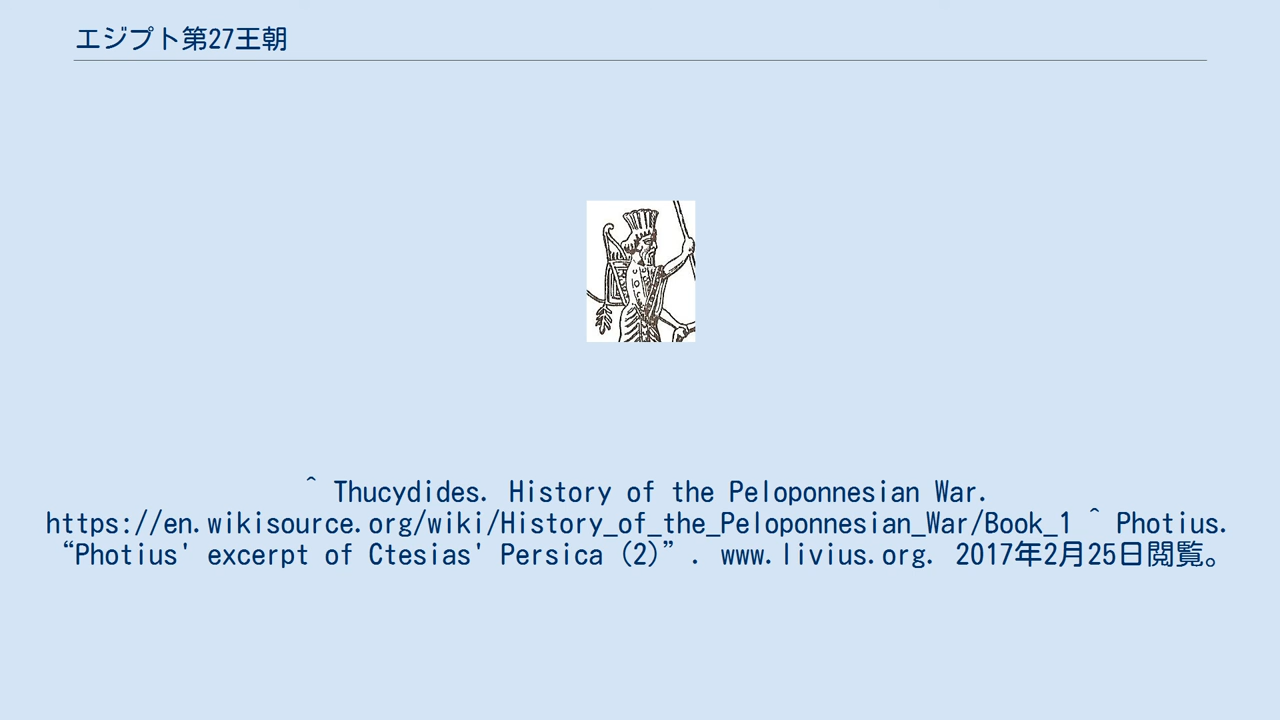 エジプト第27王朝
^ Thucydides. History of the Peloponnesian War.
https://en.wikisource.org/wiki/History_of_the_Peloponnesian_War/Book_1 ^ Photius.
“Photius' excerpt of Ctesias' Persica (2)”. www.livius.org. 2017年2月25日閲覧。